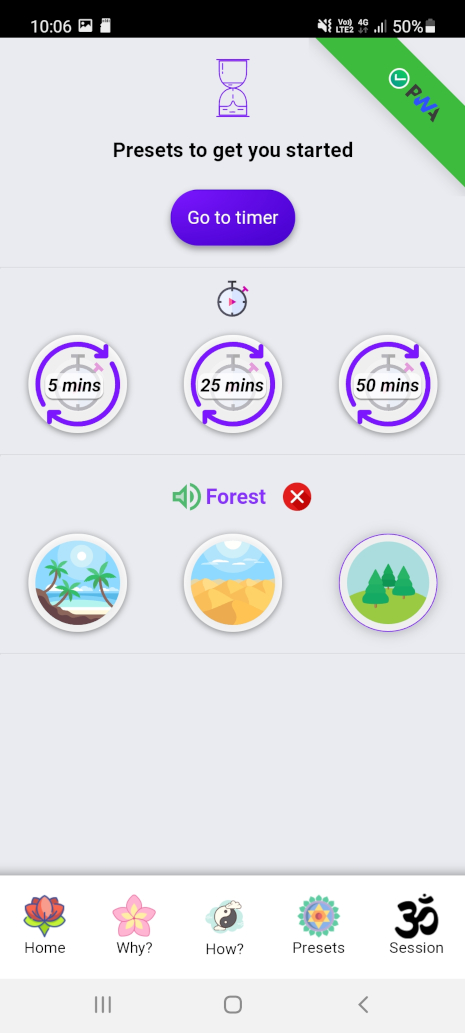 10:06 Vo)) 4G LTE2 50%
PWA
Presets to get you started
Go to timer
5 mins 25 mins 50 mins
Forest
Home Why? How? Presets Session